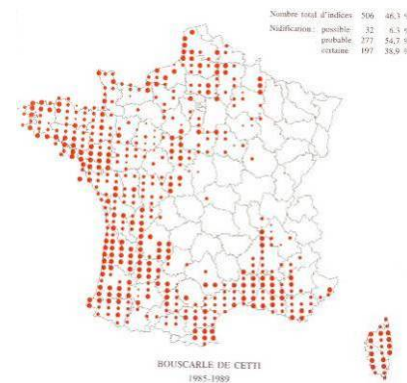 Nombre total d'indices 506 46,3 %
Nidification : possible 32 6,3 %
probable 277 54,7 %
certaine 197 38,9 %
BOUSCARLE DE CETTI
1985-1989